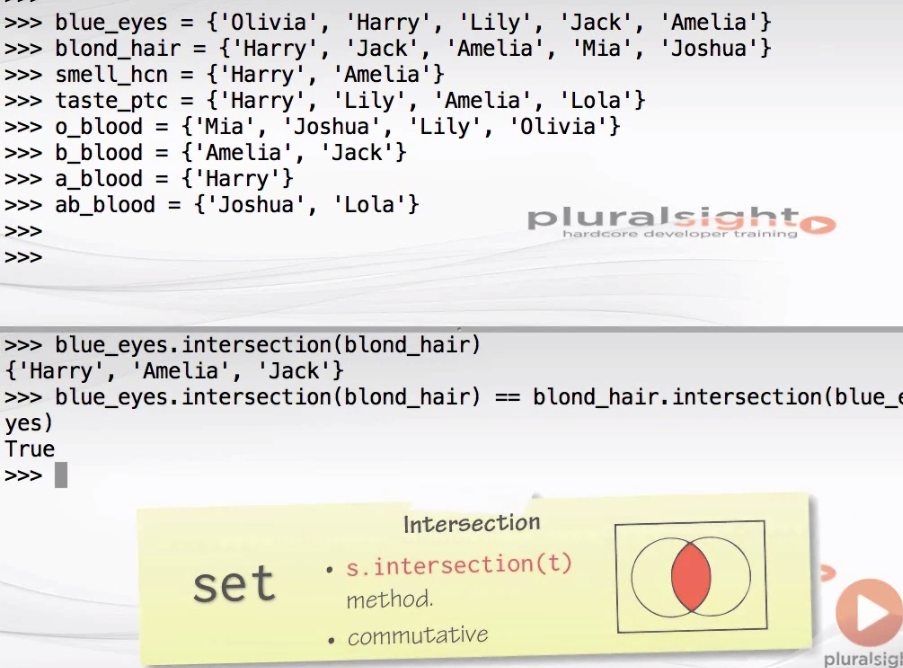 >>> blue_eyes = {'Olivia', 'Harry', 'Lily', 'Jack', 'Amelia'}
>>> blond_hair = {'Harry', 'Jack', 'Amelia', 'Mia', 'Joshua'}
>>> smell_hcn = {'Harry', 'Amelia'}
>>> taste_ptc = {'Harry', 'Lily', 'Amelia', 'Lola'}
>>> o_blood = {'Mia', 'Joshua', 'Lily', 'Olivia'}
>>> b_blood = {'Amelia', 'Jack'}
>>> a_blood = {'Harry'}
>>> ab_blood = {'Joshua', 'Lola'}
>>>
>>>
pluralsight
hardcore developer training
>>> blue_eyes.intersection(blond_hair)
{'Harry', 'Amelia', 'Jack'}
>>> blue_eyes.intersection(blond_hair) == blond_hair.intersection(blue_e
yes)
True
>>>
Intersection
set
• s.intersection(t)
method.
• commutative
pluralsigh